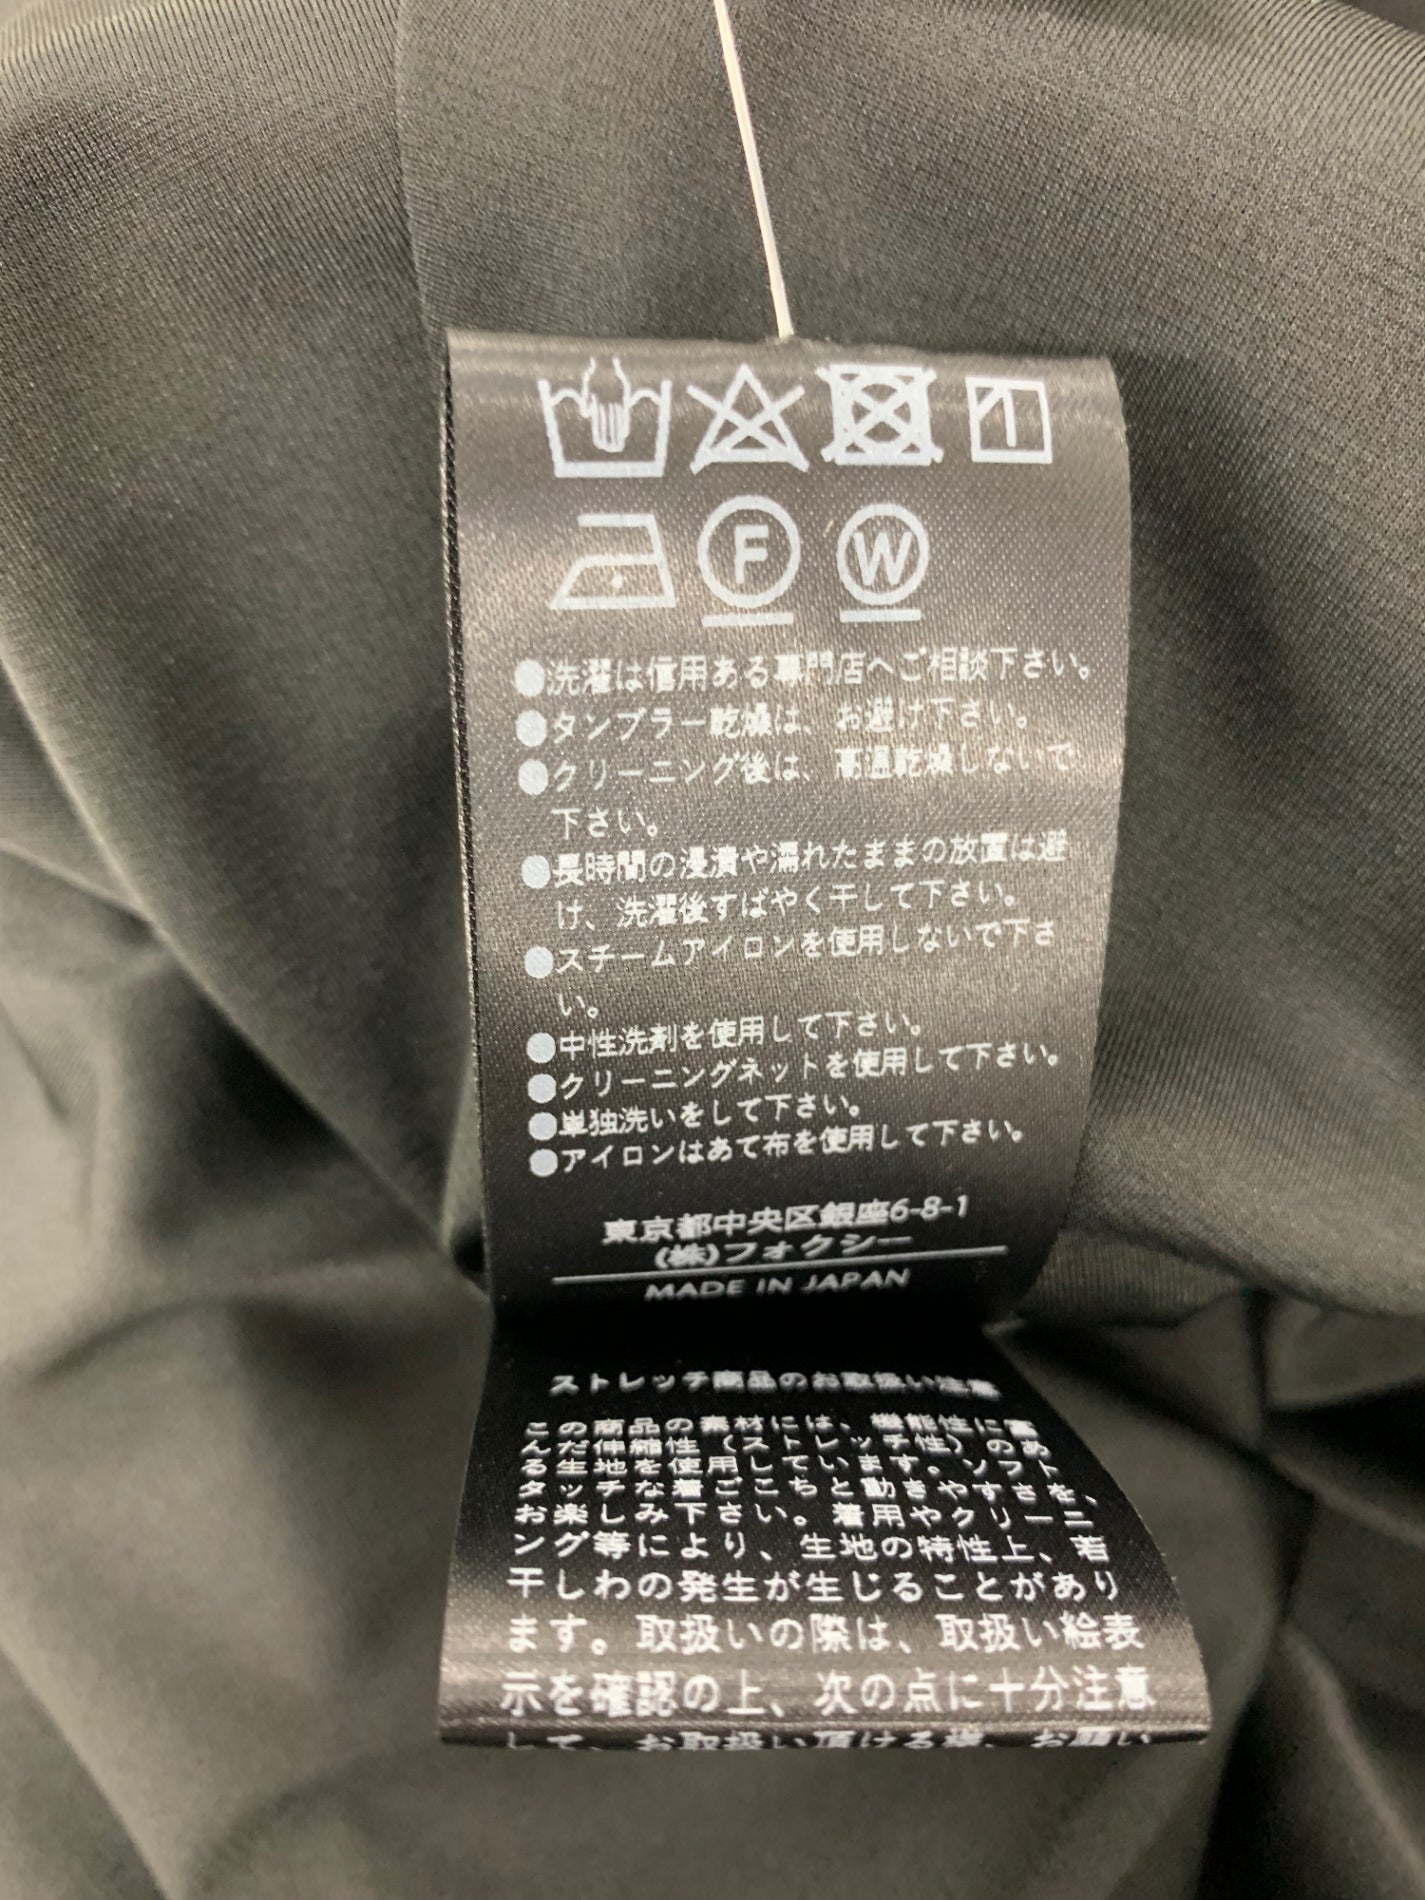 1
F
W
●洗濯は信用ある専門店へご相談下さい。
●タンブラー乾燥は、お避け下さい。
●クリーニング後は、高温乾燥しないで
下さい。
●長時間の浸漬や濡れたままの放置は避
け、洗濯後すばやく干して下さい。
●スチームアイロンを使用しないで下さ
い。
●中性洗剤を使用して下さい。
●クリーニングネットを使用して下さい。
●単独洗いをして下さい。
●アイロンはあて布を使用して下さい。
東京都中央区銀座6-8-1
(株)フォクシー
MADE IN JAPAN
ストレッチ商品のお取扱い注意
この商品の素材には、機能性に富
んだ伸縮性(ストレッチ性)のあ
る生地を使用しています。ソフト
タッチな着ごこちと動きやすさを、
お楽しみ下さい。着用やクリーニ
ング等により、生地の特性上、若
干しわの発生が生じることがあり
ます。取扱いの際は、取扱い絵表
示を確認の上、次の点に十分注意
して、お取扱い頂ける様、お願い